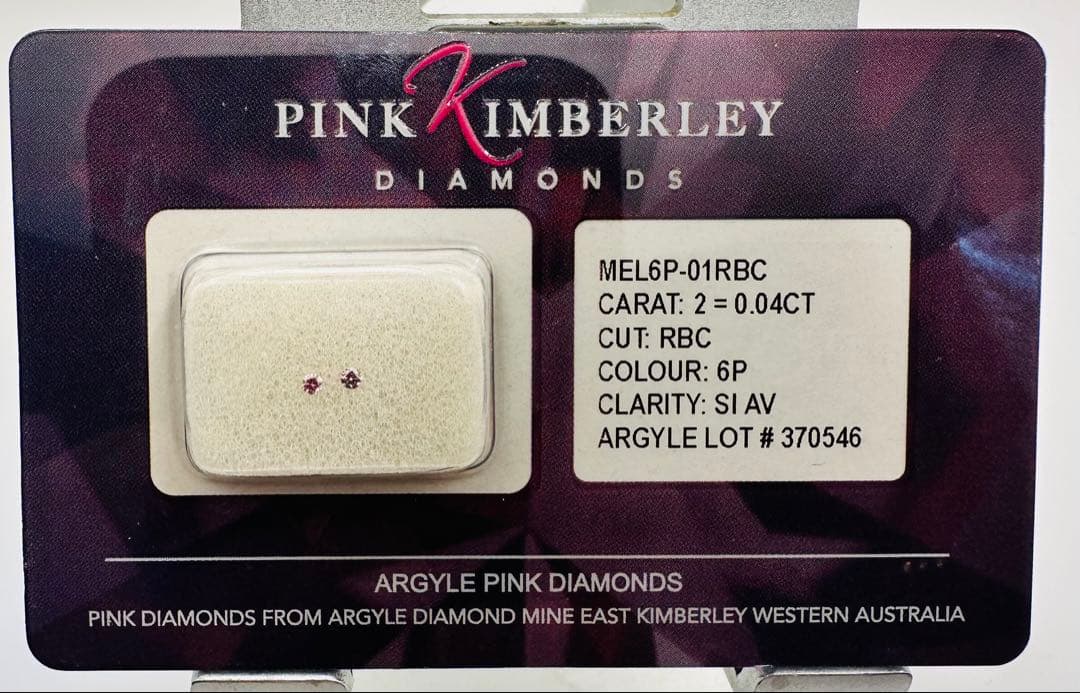 PINK KIMBERLEY
DIAMONDS
MEL6P-01RBC
CARAT: 2 = 0.04CT
CUT: RBC
COLOUR: 6P
CLARITY: SI AV
ARGYLE LOT # 370546
ARGYLE PINK DIAMONDS
PINK DIAMONDS FROM ARGYLE DIAMOND MINE EAST KIMBERLEY WESTERN AUSTRALIA